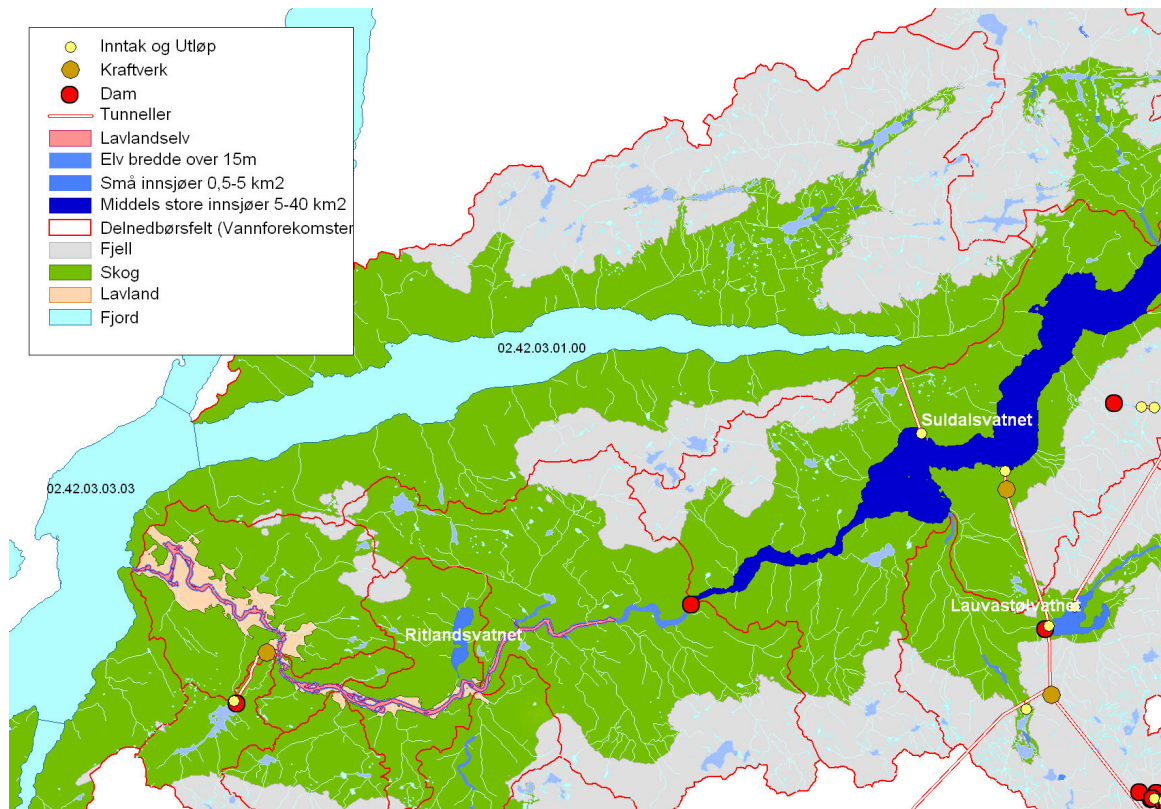 Inntak og Utløp
Kraftverk
Dam
Tunneller
Lavlandselv
Elv bredde over 15m
Små innsjøer 0,5-5 km2
Middels store innsjøer 5-40 km2
Delnedbørsfelt (Vannforekomster
Fjell
Skog
Lavland
Fjord
02.42.03.01.00
Suldalsvatnet
02.42.03.03.03
Lauvastølvatnet
Ritlandsvatnet